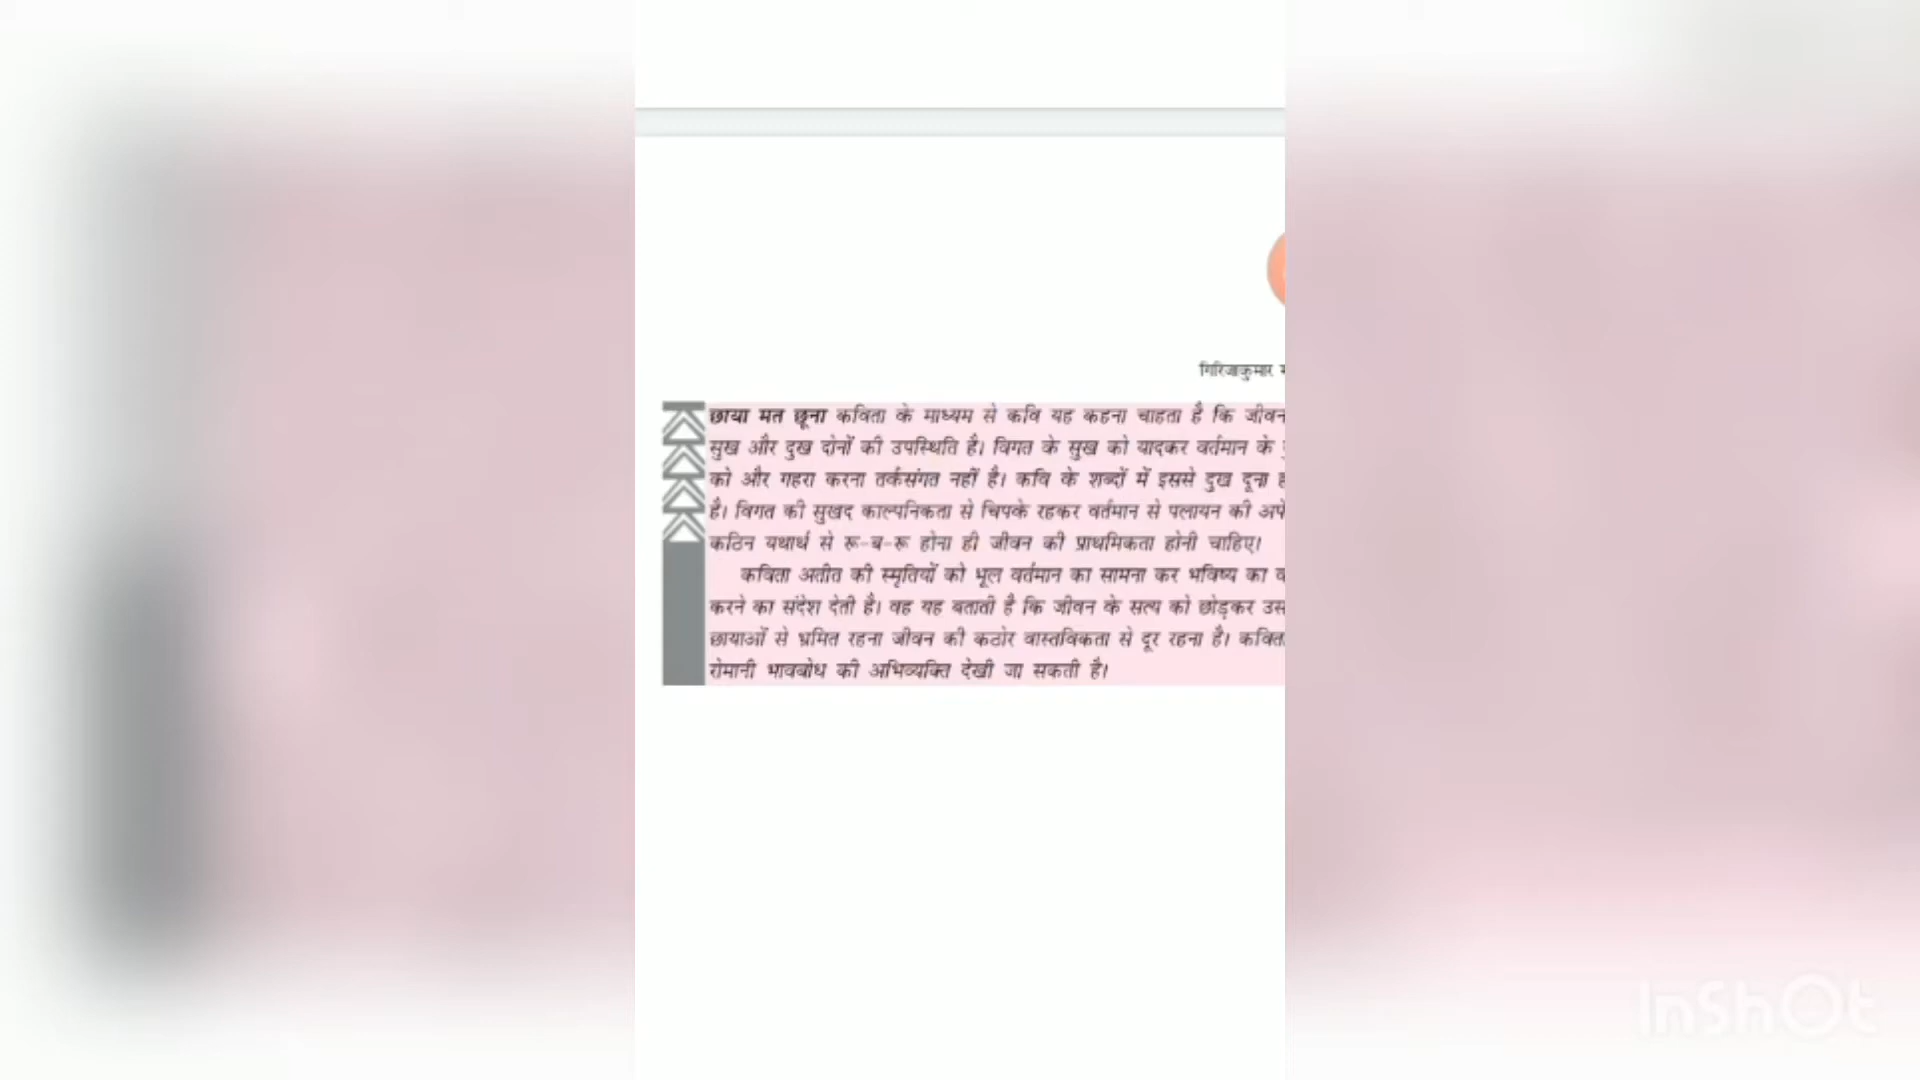 गिरिजाकुमार
छाया मत छूना कविता के माध्यम से कवि यह कहना चाहता है कि जीवन
सुख और दुख दोनों की उपस्थिति है। विगत के सुख को यादकर वर्तमान के
को और गहरा करना तर्कसंगत नहीं है। कवि के शब्दों में इससे दुख दूना
है। विगत की सुखद काल्पनिकता से चिपके रहकर वर्तमान से पलायन की
कठिन यथार्थ से रू-ब-रू होना ही जीवन की प्राथमिकता होनी चाहिए।
कविता अतीत की स्मृतियों को भूल वर्तमान का सामना कर भविष्य का
करने का संदेश देती है। वह यह बताती है कि जीवन के सत्य को छोड़कर
छायाओं से भ्रमित रहना जीवन की कठोर वास्तविकता से दूर रहना है।
रोमानी भावबोध की अभिव्यक्ति देखी जा सकती है।
InShOt